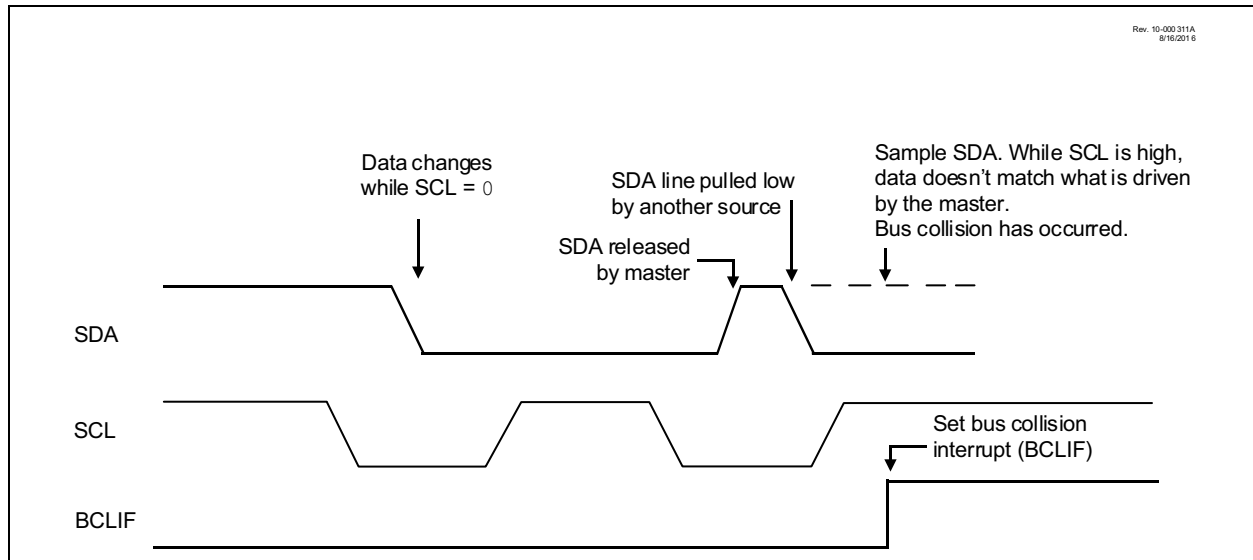 Rev. 10-000 311A
8/16/201 6
Data changes
while SCL = 0
SDA line pulled low
by another source
SDA released
by master
Sample SDA. While SCL is high,
data doesn't match what is driven
by the master.
Bus collision has occurred.
SDA
SCL
Set bus collision
interrupt (BCLIF)
BCLIF